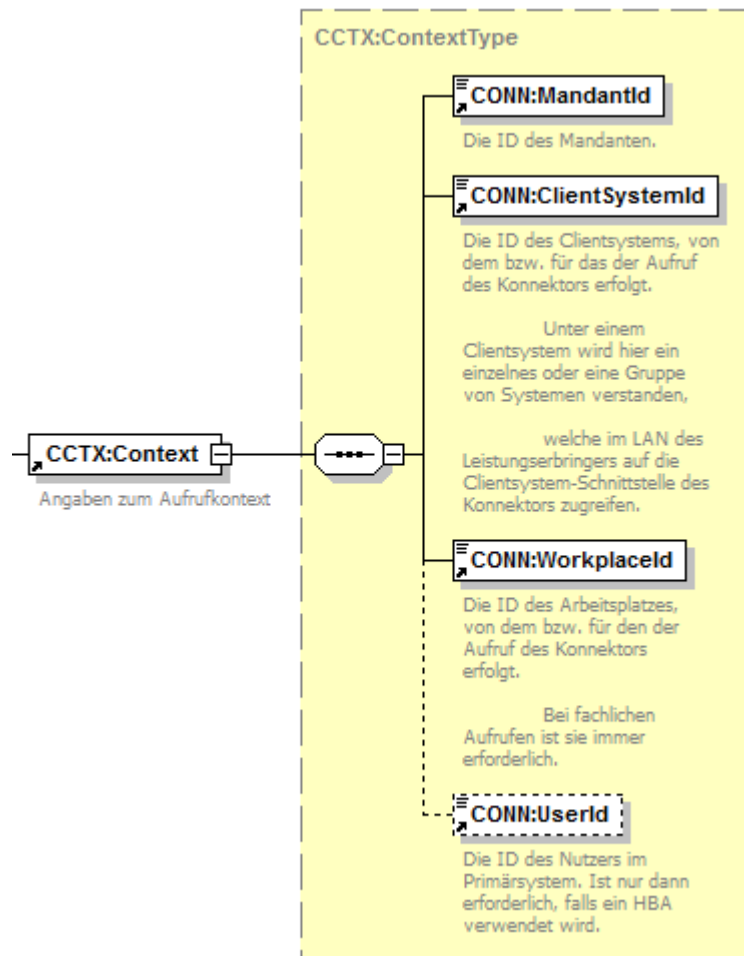 CCTX:ContextType
CONN:MandantId
Die ID des Mandanten.
CONN:ClientSystemId
Die ID des Clientsystems, von
dem bzw. für das der Aufruf
des Konnektors erfolgt.
Unter einem
Clientsystem wird hier ein
einzelnes oder eine Gruppe
von Systemen verstanden,
welche im LAN des
Leistungserbringers auf die
Clientsystem-Schnittstelle des
Konnektors zugreifen.
CCTX:Context
Angaben zum Aufrufkontext
CONN:WorkplaceId
Die ID des Arbeitsplatzes,
von dem bzw. für den der
Aufruf des Konnektors
erfolgt.
Bei fachlichen
Aufrufen ist sie immer
erforderlich.
CONN:UserId
Die ID des Nutzers im
Primärsystem. Ist nur dann
erforderlich, falls ein HBA
verwendet wird.